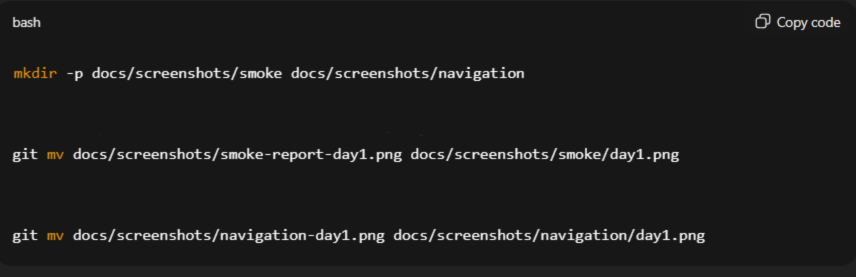 bash
Copy code
mkdir -p docs/screenshots/smoke docs/screenshots/navigation
git mv docs/screenshots/smoke-report-day1.png docs/screenshots/smoke/day1.png
git mv docs/screenshots/navigation-day1.png docs/screenshots/navigation/day1.png